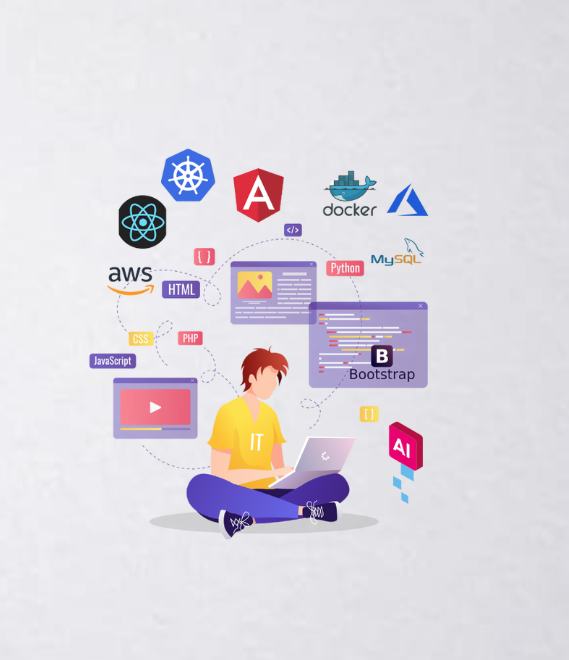 docker
</>
{ }
MySQL
Python
aws
HTML
CSS
PHP
B
Bootstrap
JavaScript
[ ]
IT
AI
A